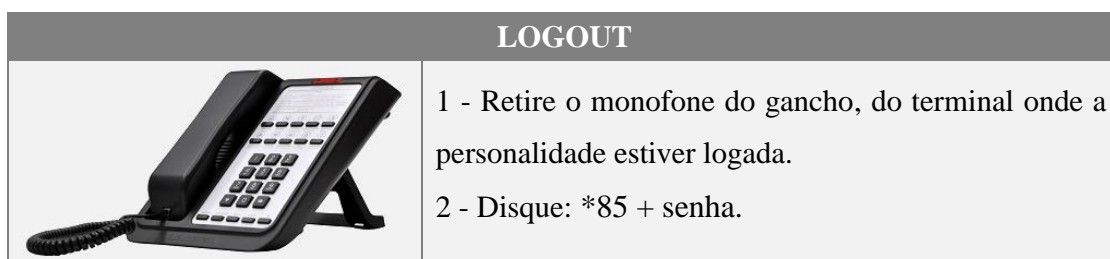 LOGOUT
1 - Retire o monofone do gancho, do terminal onde a
personalidade estiver logada.
2 - Disque: *85 + senha.